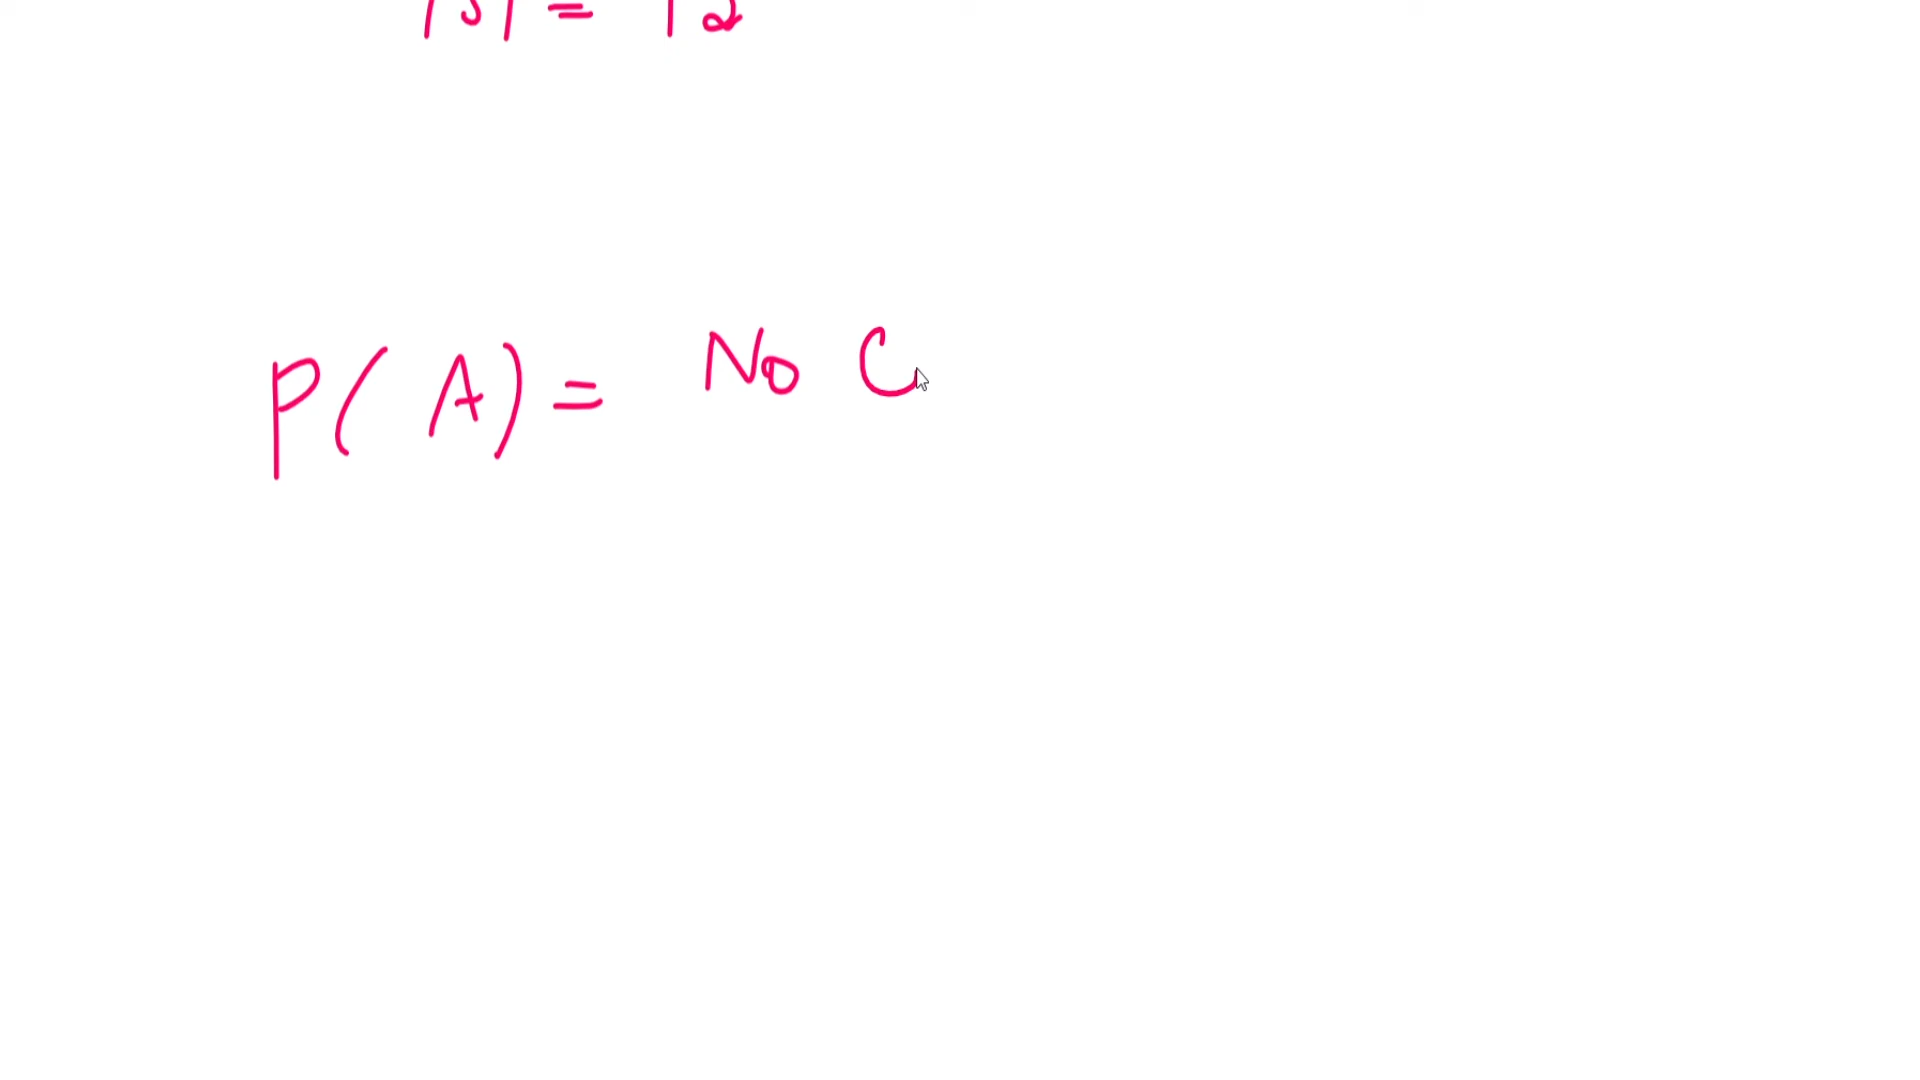 |S| = 12
P(A) = No C